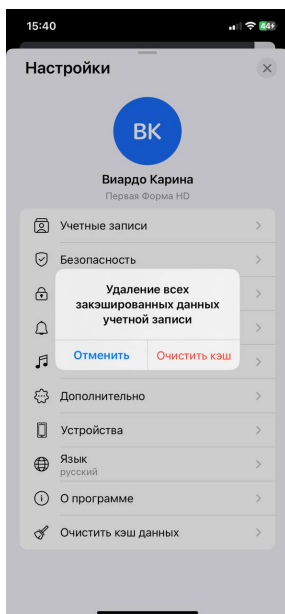 15:40
44
Настройки
ВК
Виардо Карина
Первая Форма HD
Учетные записи
Безопасность
Удаление всех
закэшированных данных
учетной записи
Отменить
Очистить кэш
Дополнительно
Устройства
Язык
русский
О программе
Очистить кэш данных